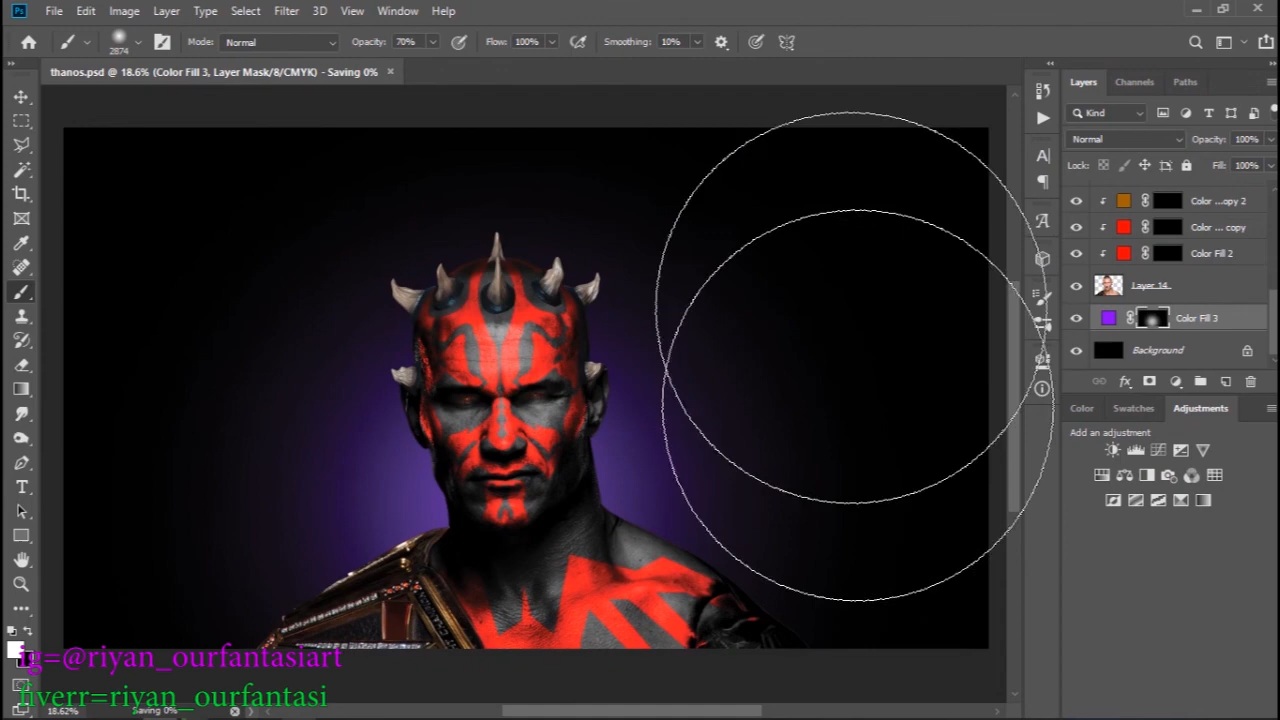 Ps File Edit Image Layer Type Select Filter 3D View Window Help
2874 Mode: Normal Opacity: 70% Flow: 100% Smoothing: 10%
thanos.psd @ 18.6% (Color Fill 3, Layer Mask/8/CMYK) - Saving 0% ×
Layers Channels Paths
Kind
Normal Opacity: 100%
Lock: Fill: 100%
Color ...opy 2
Color ... copy
Color Fill 2
Layer 14
Color Fill 3
Background
fx
Color Swatches Adjustments
Add an adjustment
ig=@riyan_ourfantasiart
fiverr=riyan_ourfantasi
18.62% Saving 0%